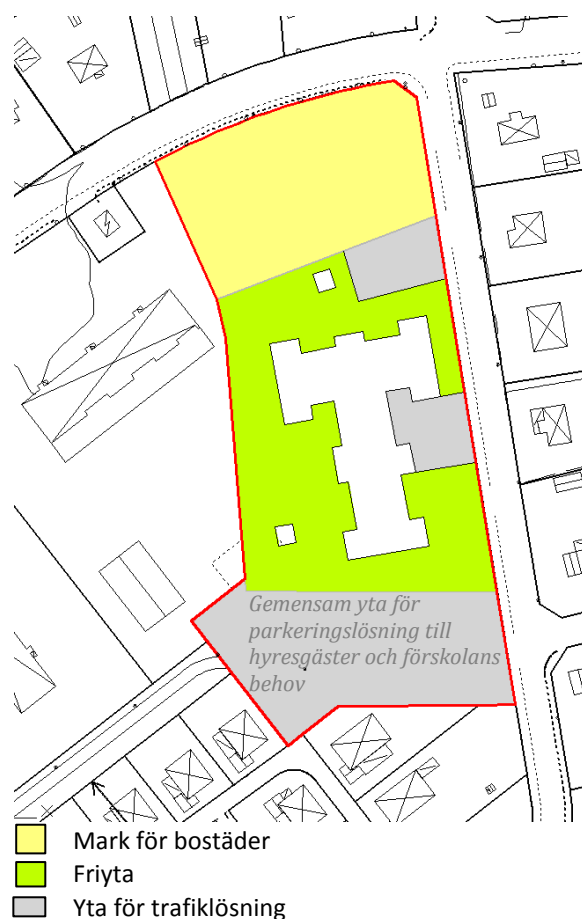 Gemensam yta för
parkeringslösning till
hyresgäster och förskolans
behov
Mark för bostäder
Friyta
Yta för trafiklösning